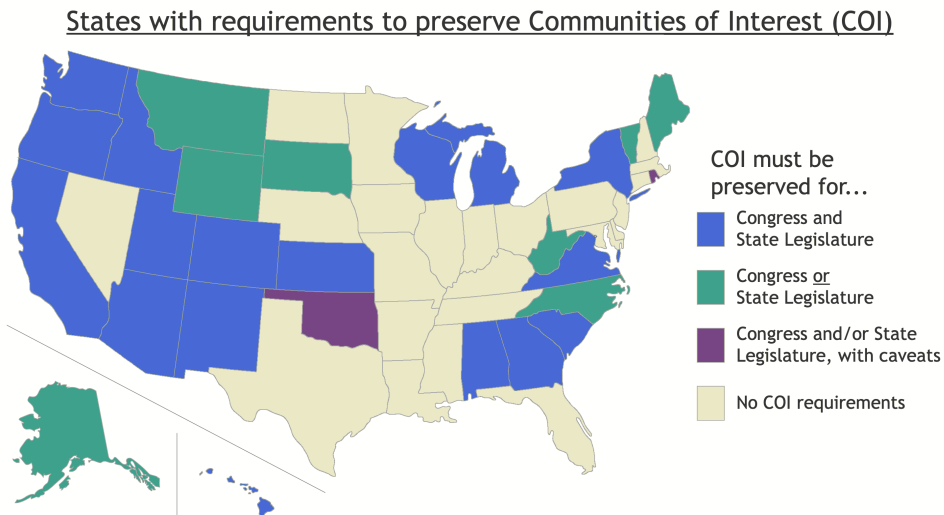 States with requirements to preserve Communities of Interest (COI)
COI must be
preserved for...
Congress and
State Legislature
Congress or
State Legislature
Congress and/or State
Legislature, with caveats
No COI requirements